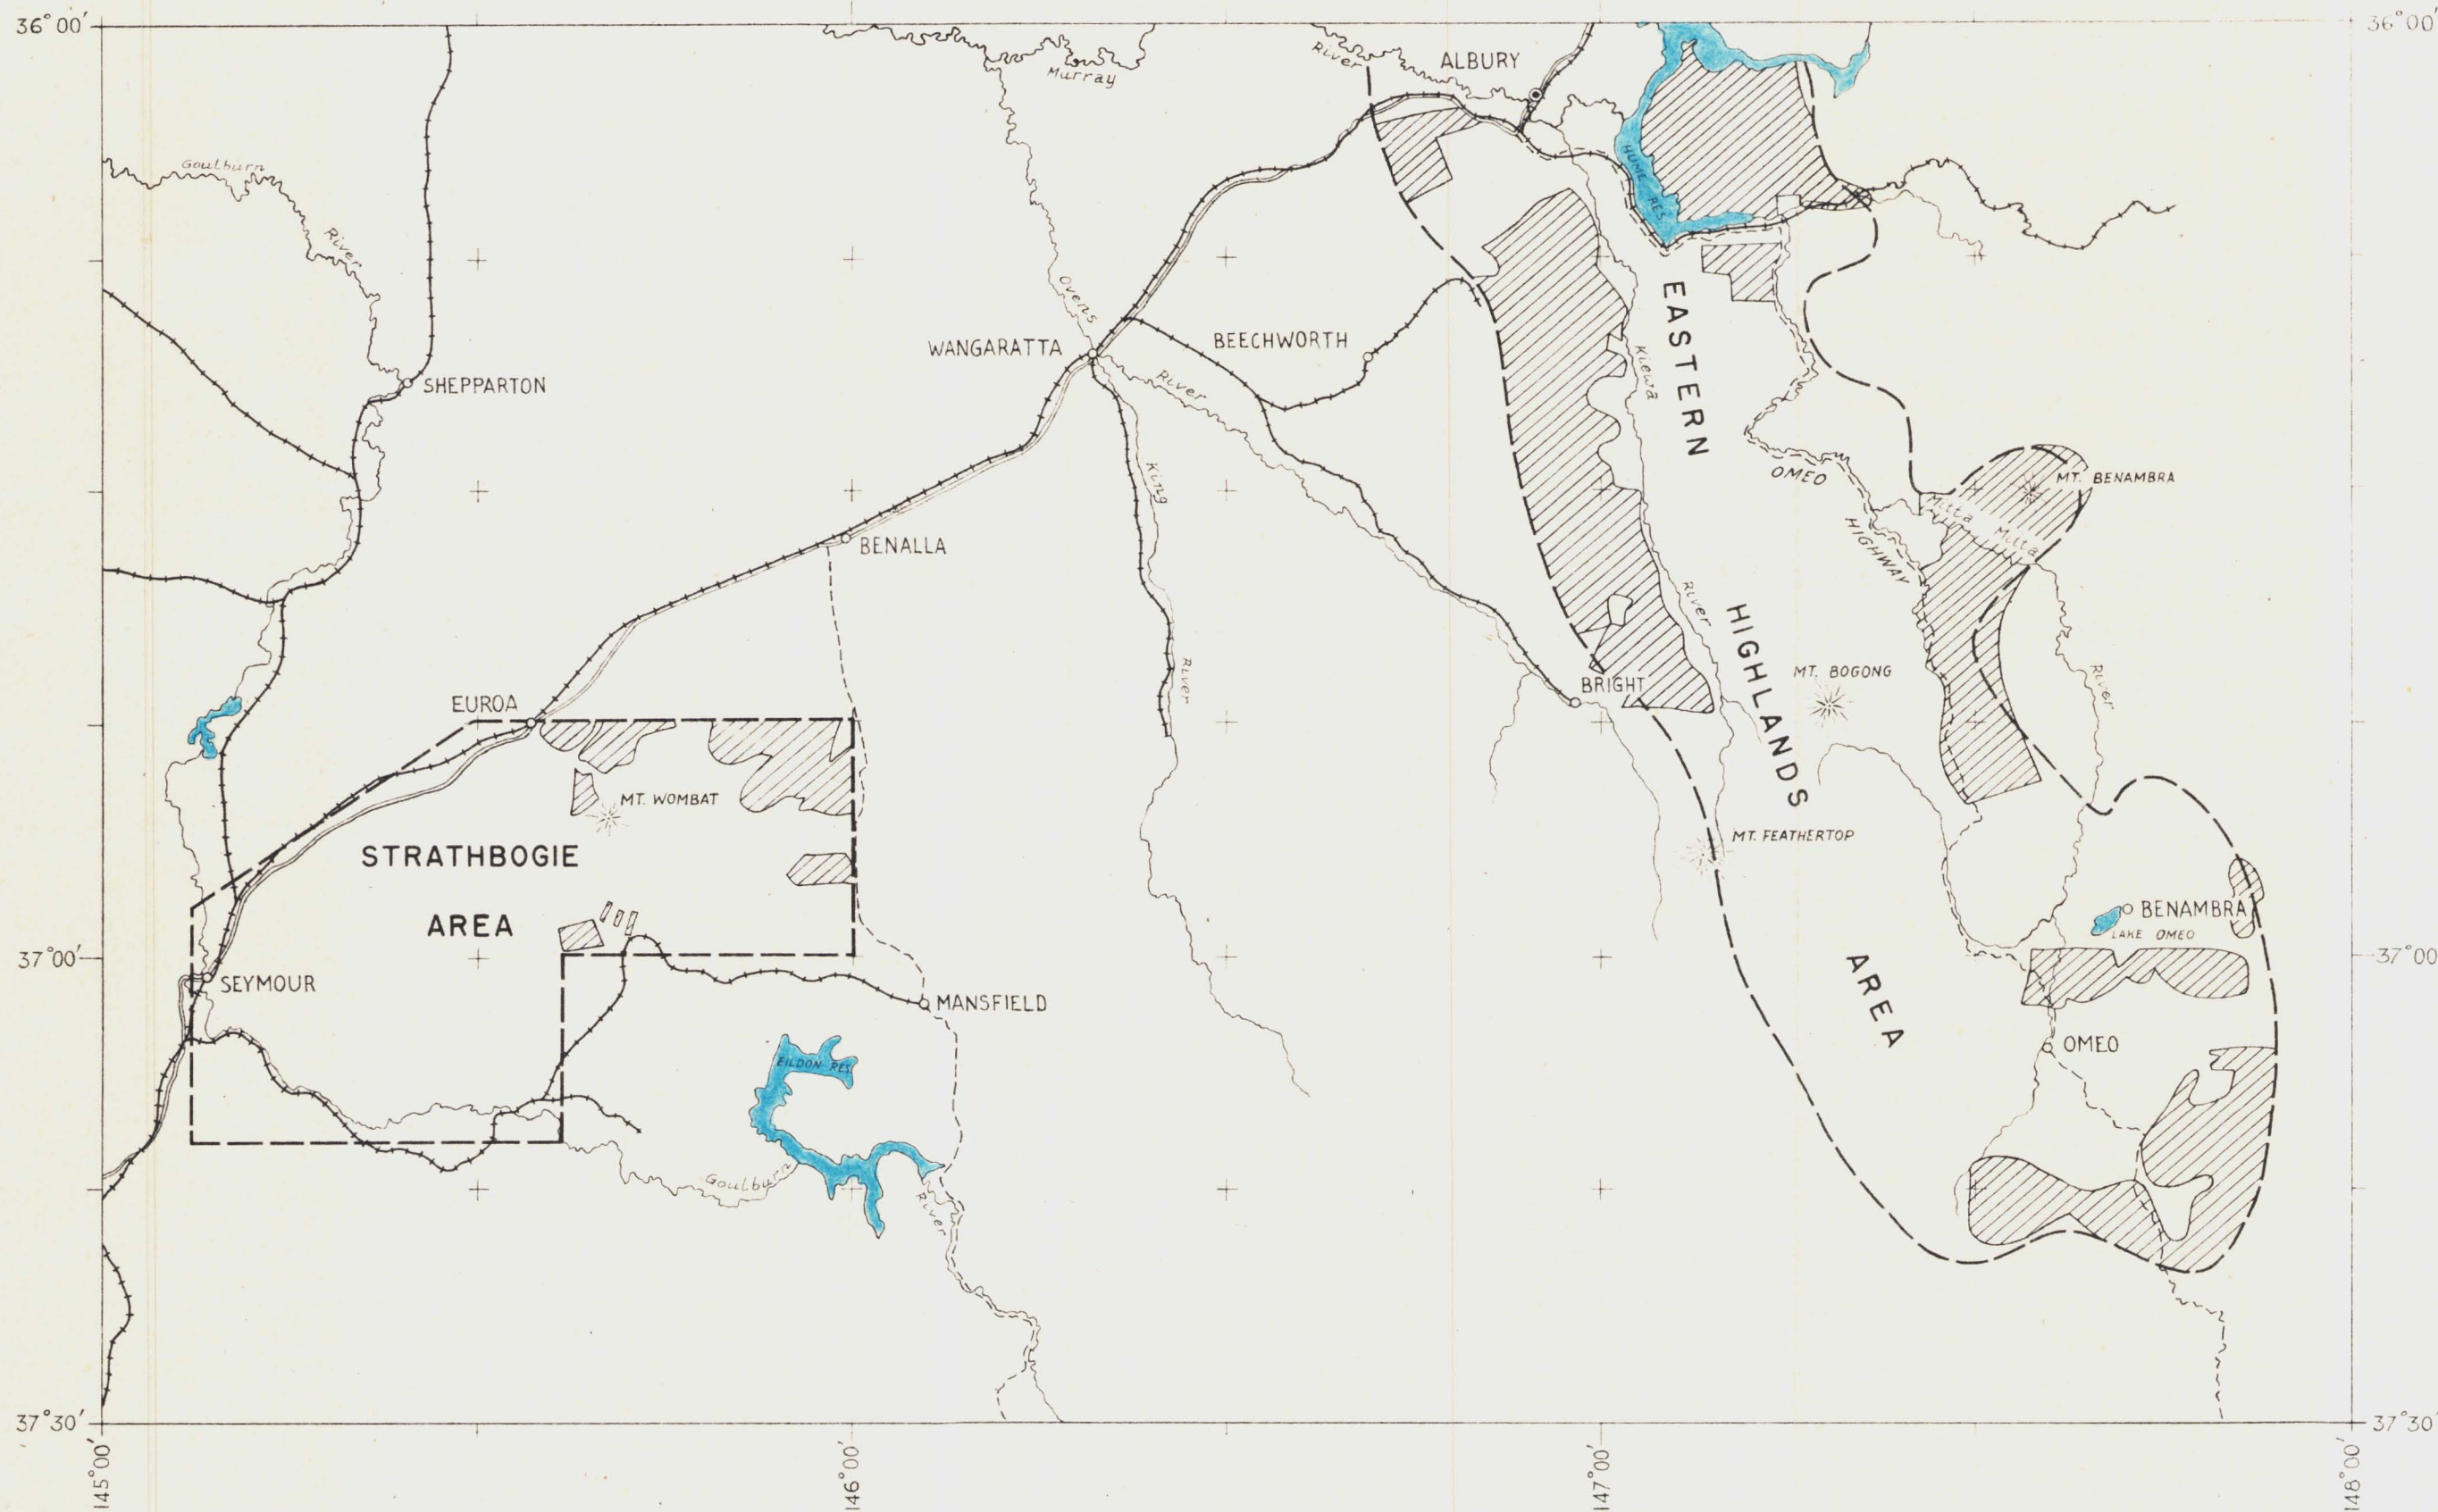 36°00'
36°00'
River
ALBURY
Murray
Goulburn
HUME RES.
River
Ovens
EASTERN
WANGARATTA
BEECHWORTH
Kiewa
River
SHEPPARTON
King
OMEO
MT. BENAMBRA
Mitta Mitta
HIGHWAY
BENALLA
River
HIGHLANDS
River
MT. BOGONG
BRIGHT
River
EUROA
MT. WOMBAT
MT. FEATHERTOP
STRATHBOGIE
AREA
BENAMBRA
LAKE OMEO
37°00'
37°00'
SEYMOUR
AREA
MANSFIELD
OMEO
EILDON RES.
Goulburn
River
37°30'
37°30'
145°00'
146°00'
147°00'
148°00'